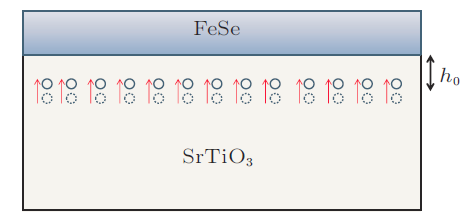 FeSe
h₀
SrTiO₃